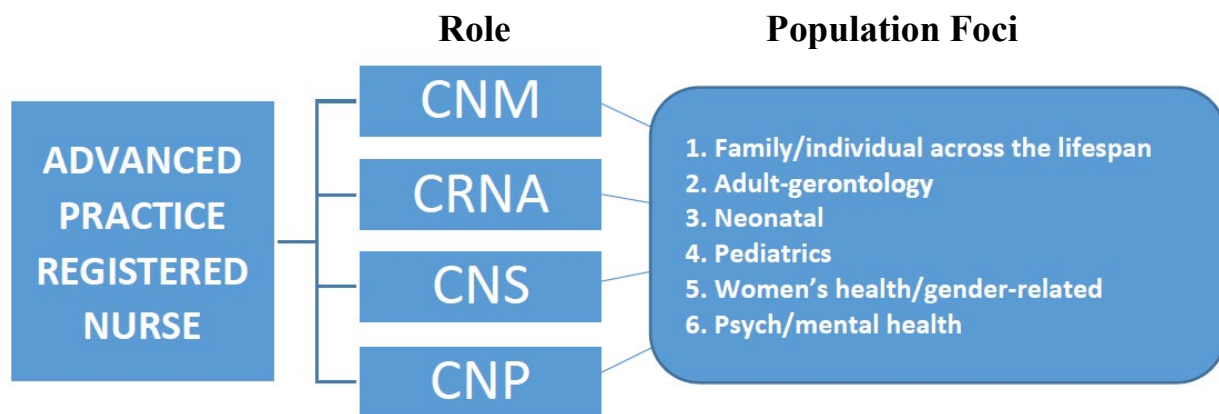 Role
Population Foci
ADVANCED
PRACTICE
REGISTERED
NURSE
CNM
CRNA
CNS
CNP
1. Family/individual across the lifespan
2. Adult-gerontology
3. Neonatal
4. Pediatrics
5. Women’s health/gender-related
6. Psych/mental health